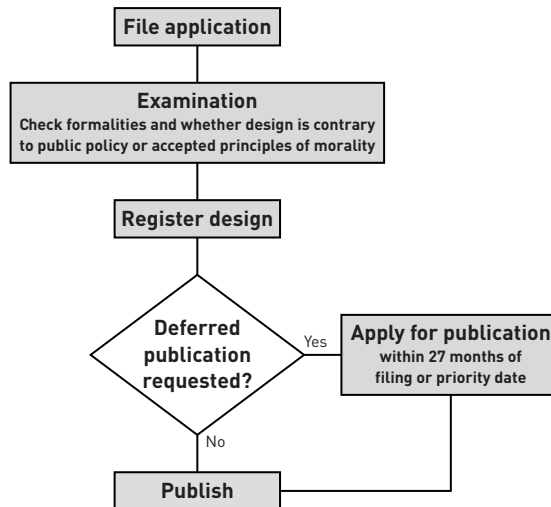 File application
Examination
Check formalities and whether design is contrary
to public policy or accepted principles of morality
Register design
Deferred
publication
requested?
Yes
Apply for publication
within 27 months of
filing or priority date
No
Publish